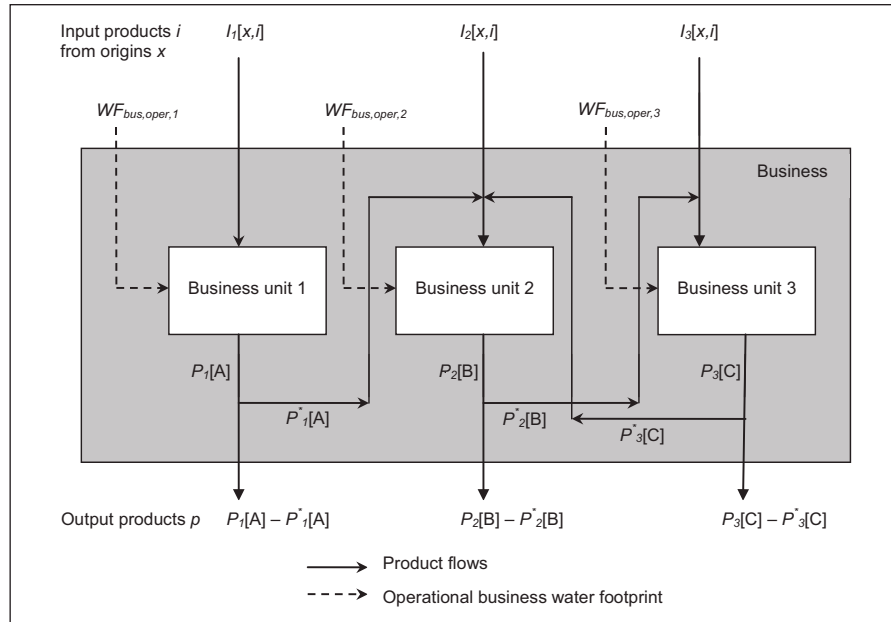 Input products i
from origins x
I1[x,i]
I2[x,i]
I3[x,i]
WFbus,oper,1
WFbus,oper,2
WFbus,oper,3
Business
Business unit 1
Business unit 2
Business unit 3
P1[A]
P2[B]
P3[C]
P*1[A]
P*2[B]
P*3[C]
Output products p
P1[A] – P*1[A]
P2[B] – P*2[B]
P3[C] – P*3[C]
Product flows
Operational business water footprint